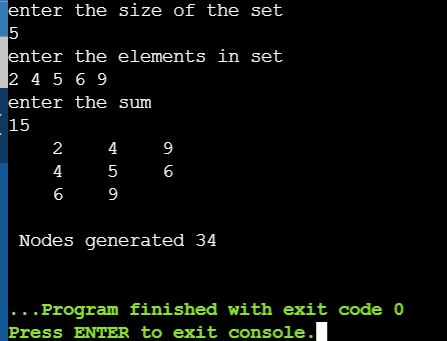 enter the size of the set
5
enter the elements in set
2 4 5 6 9
enter the sum
15
2 4 9
4 5 6
6 9
Nodes generated 34
...Program finished with exit code 0
Press ENTER to exit console.